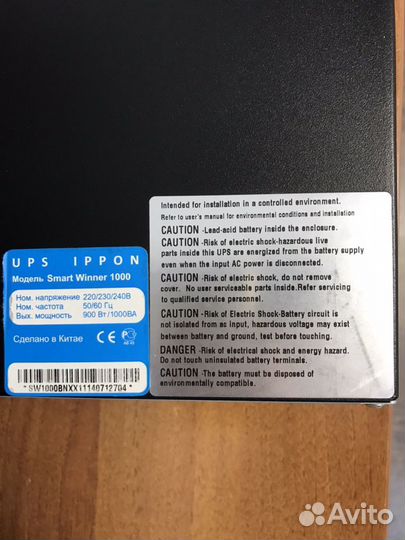 UPS IPPON
Модель Smart Winner 1000
Ном. напряжение 220/230/240В
Ном. частота 50/60 Гц
Вых. мощность 900 Вт/1000ВА
Сделано в Китае
Intended for installation in a controlled environment.
Refer to user's manual for environmental conditions and installation
CAUTION -Lead-acid battery inside the enclosure.
CAUTION -Risk of electric shock-hazardous live
parts inside this UPS are energized from the battery supply
even when the input AC power is disconnected.
CAUTION -Risk of electric shock, do not remove
cover. No user serviceable parts inside.Refer servicing
to qualified service personnel.
CAUTION -Risk of Electric Shock-Battery circuit is
not isolated from as input, hazardous voltage may exist
between battery and ground, test before touching.
DANGER -Risk of electrical shock and energy hazard.
Do not touch uninsulated battery terminals.
CAUTION -The battery must be disposed of
environmentally compatible.
Avito